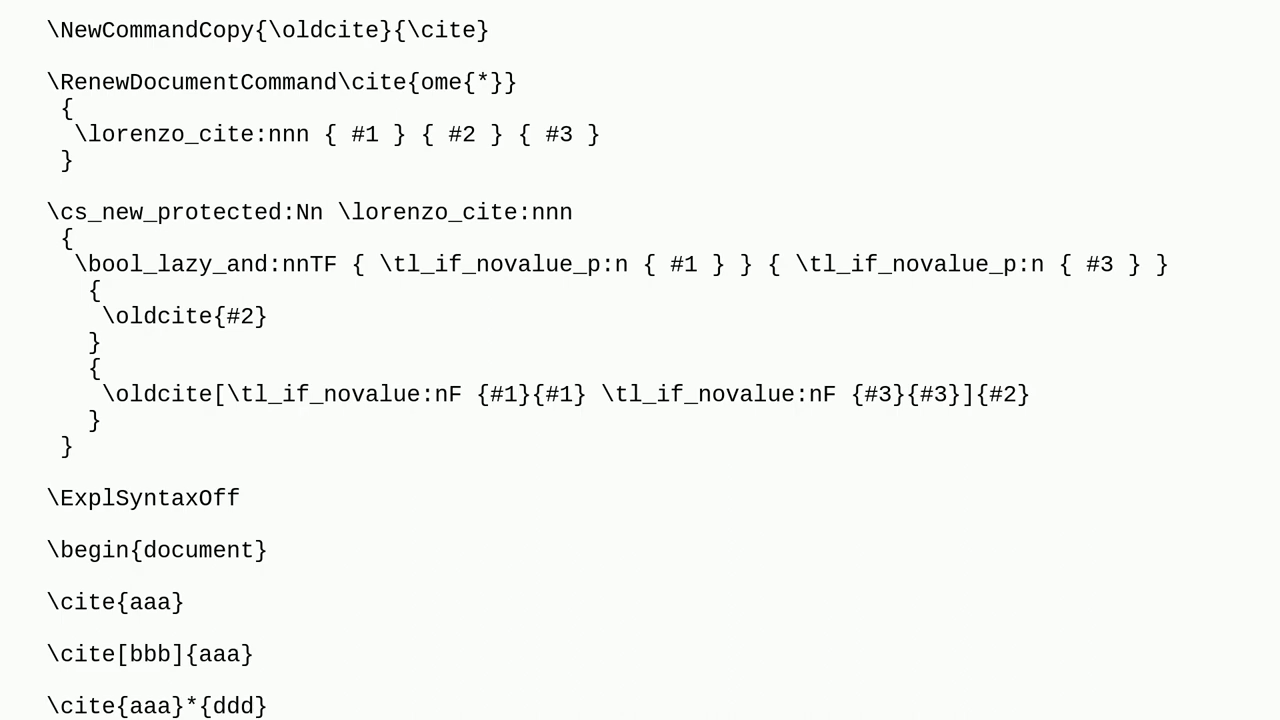 \NewCommandCopy{\oldcite}{\cite}
\RenewDocumentCommand\cite{ome{*}}
{
\lorenzo_cite:nnn { #1 } { #2 } { #3 }
}
\cs_new_protected:Nn \lorenzo_cite:nnn
{
\bool_lazy_and:nnTF { \tl_if_novalue_p:n { #1 } } { \tl_if_novalue_p:n { #3 } }
{
\oldcite{#2}
}
{
\oldcite[\tl_if_novalue:nF {#1}{#1} \tl_if_novalue:nF {#3}{#3}]{#2}
}
}
\ExplSyntaxOff
\begin{document}
\cite{aaa}
\cite[bbb]{aaa}
\cite{aaa}*{ddd}